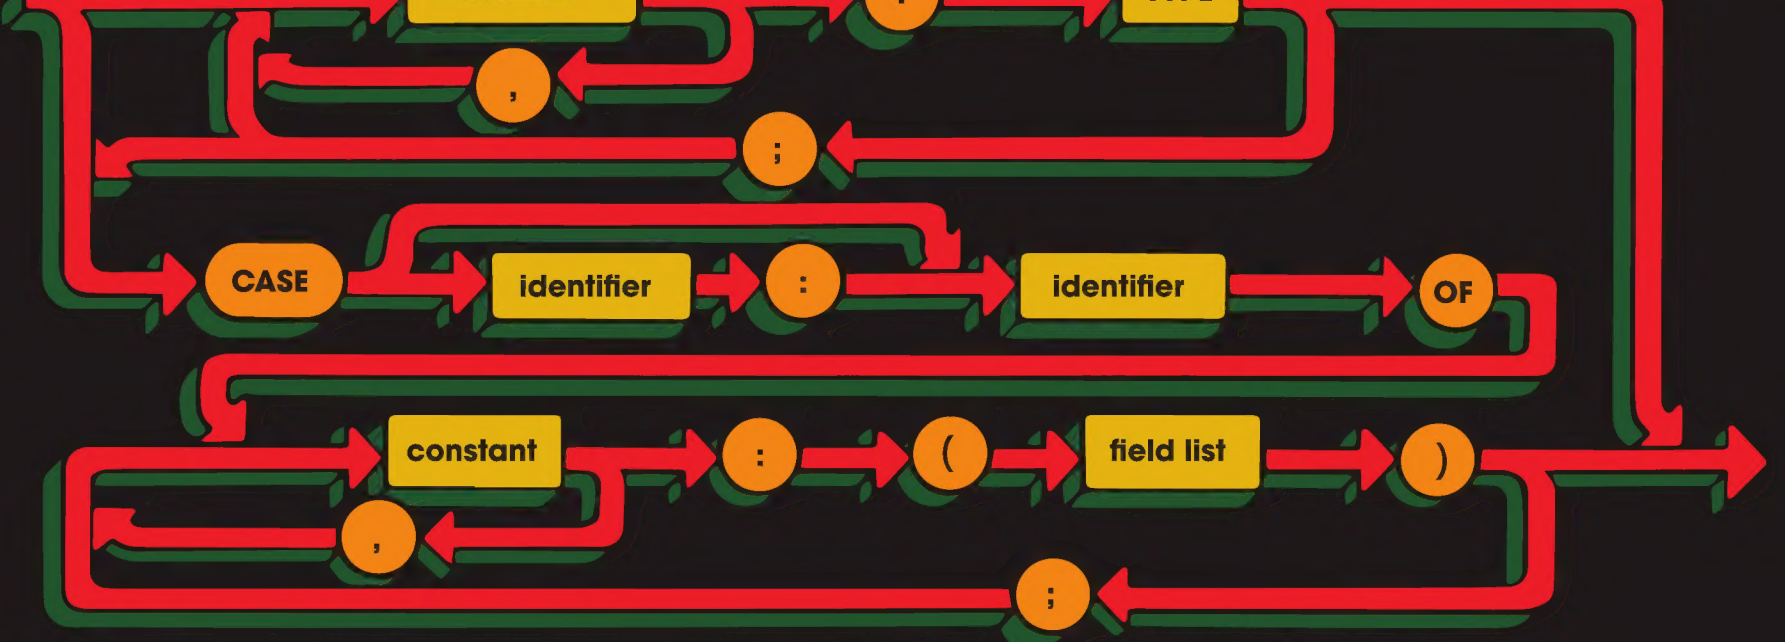 ,
;
CASE identifier : identifier OF
constant : ( field list )
,
;